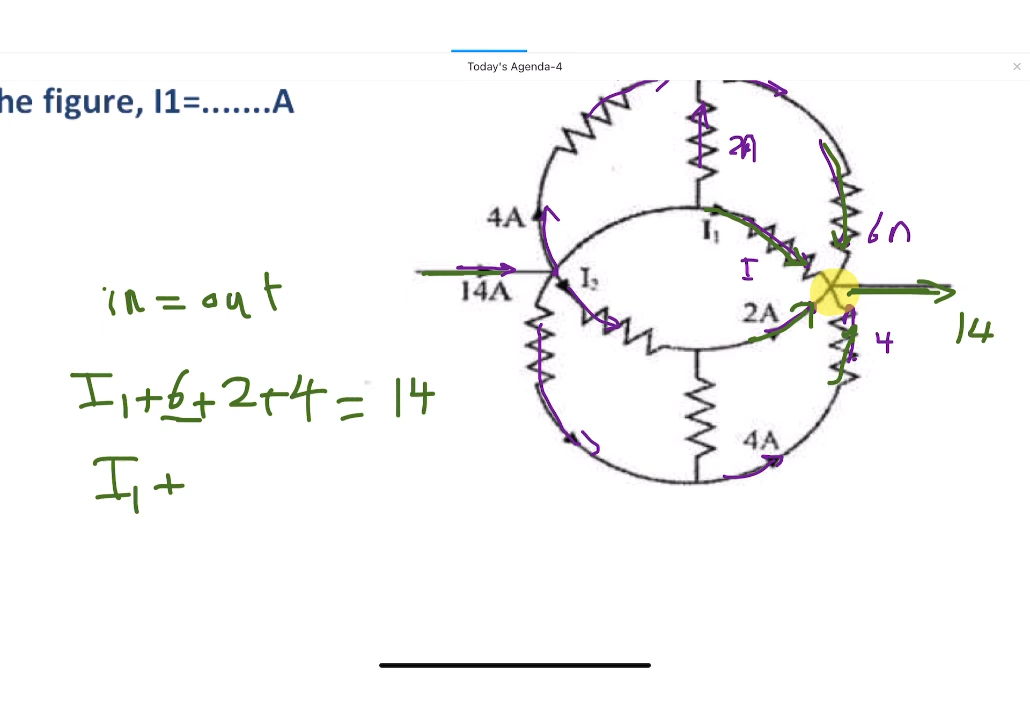 Today's Agenda-4
×
he figure, I1=.......A
2A
4A
I₁
6A
I
14A
I₂
2A
14
4
4A
in = out
I₁+6+2+4=14
I₁+